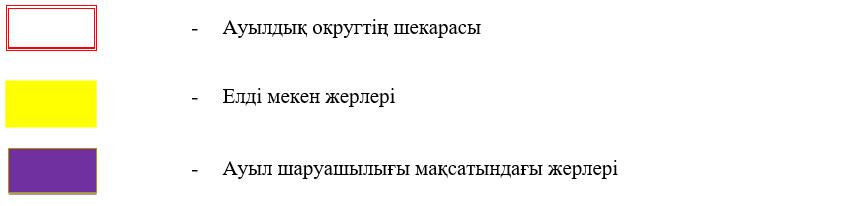 - Ауылдық округтің шекарасы
- Елді мекен жерлері
- Ауыл шаруашылығы мақсатындағы жерлері